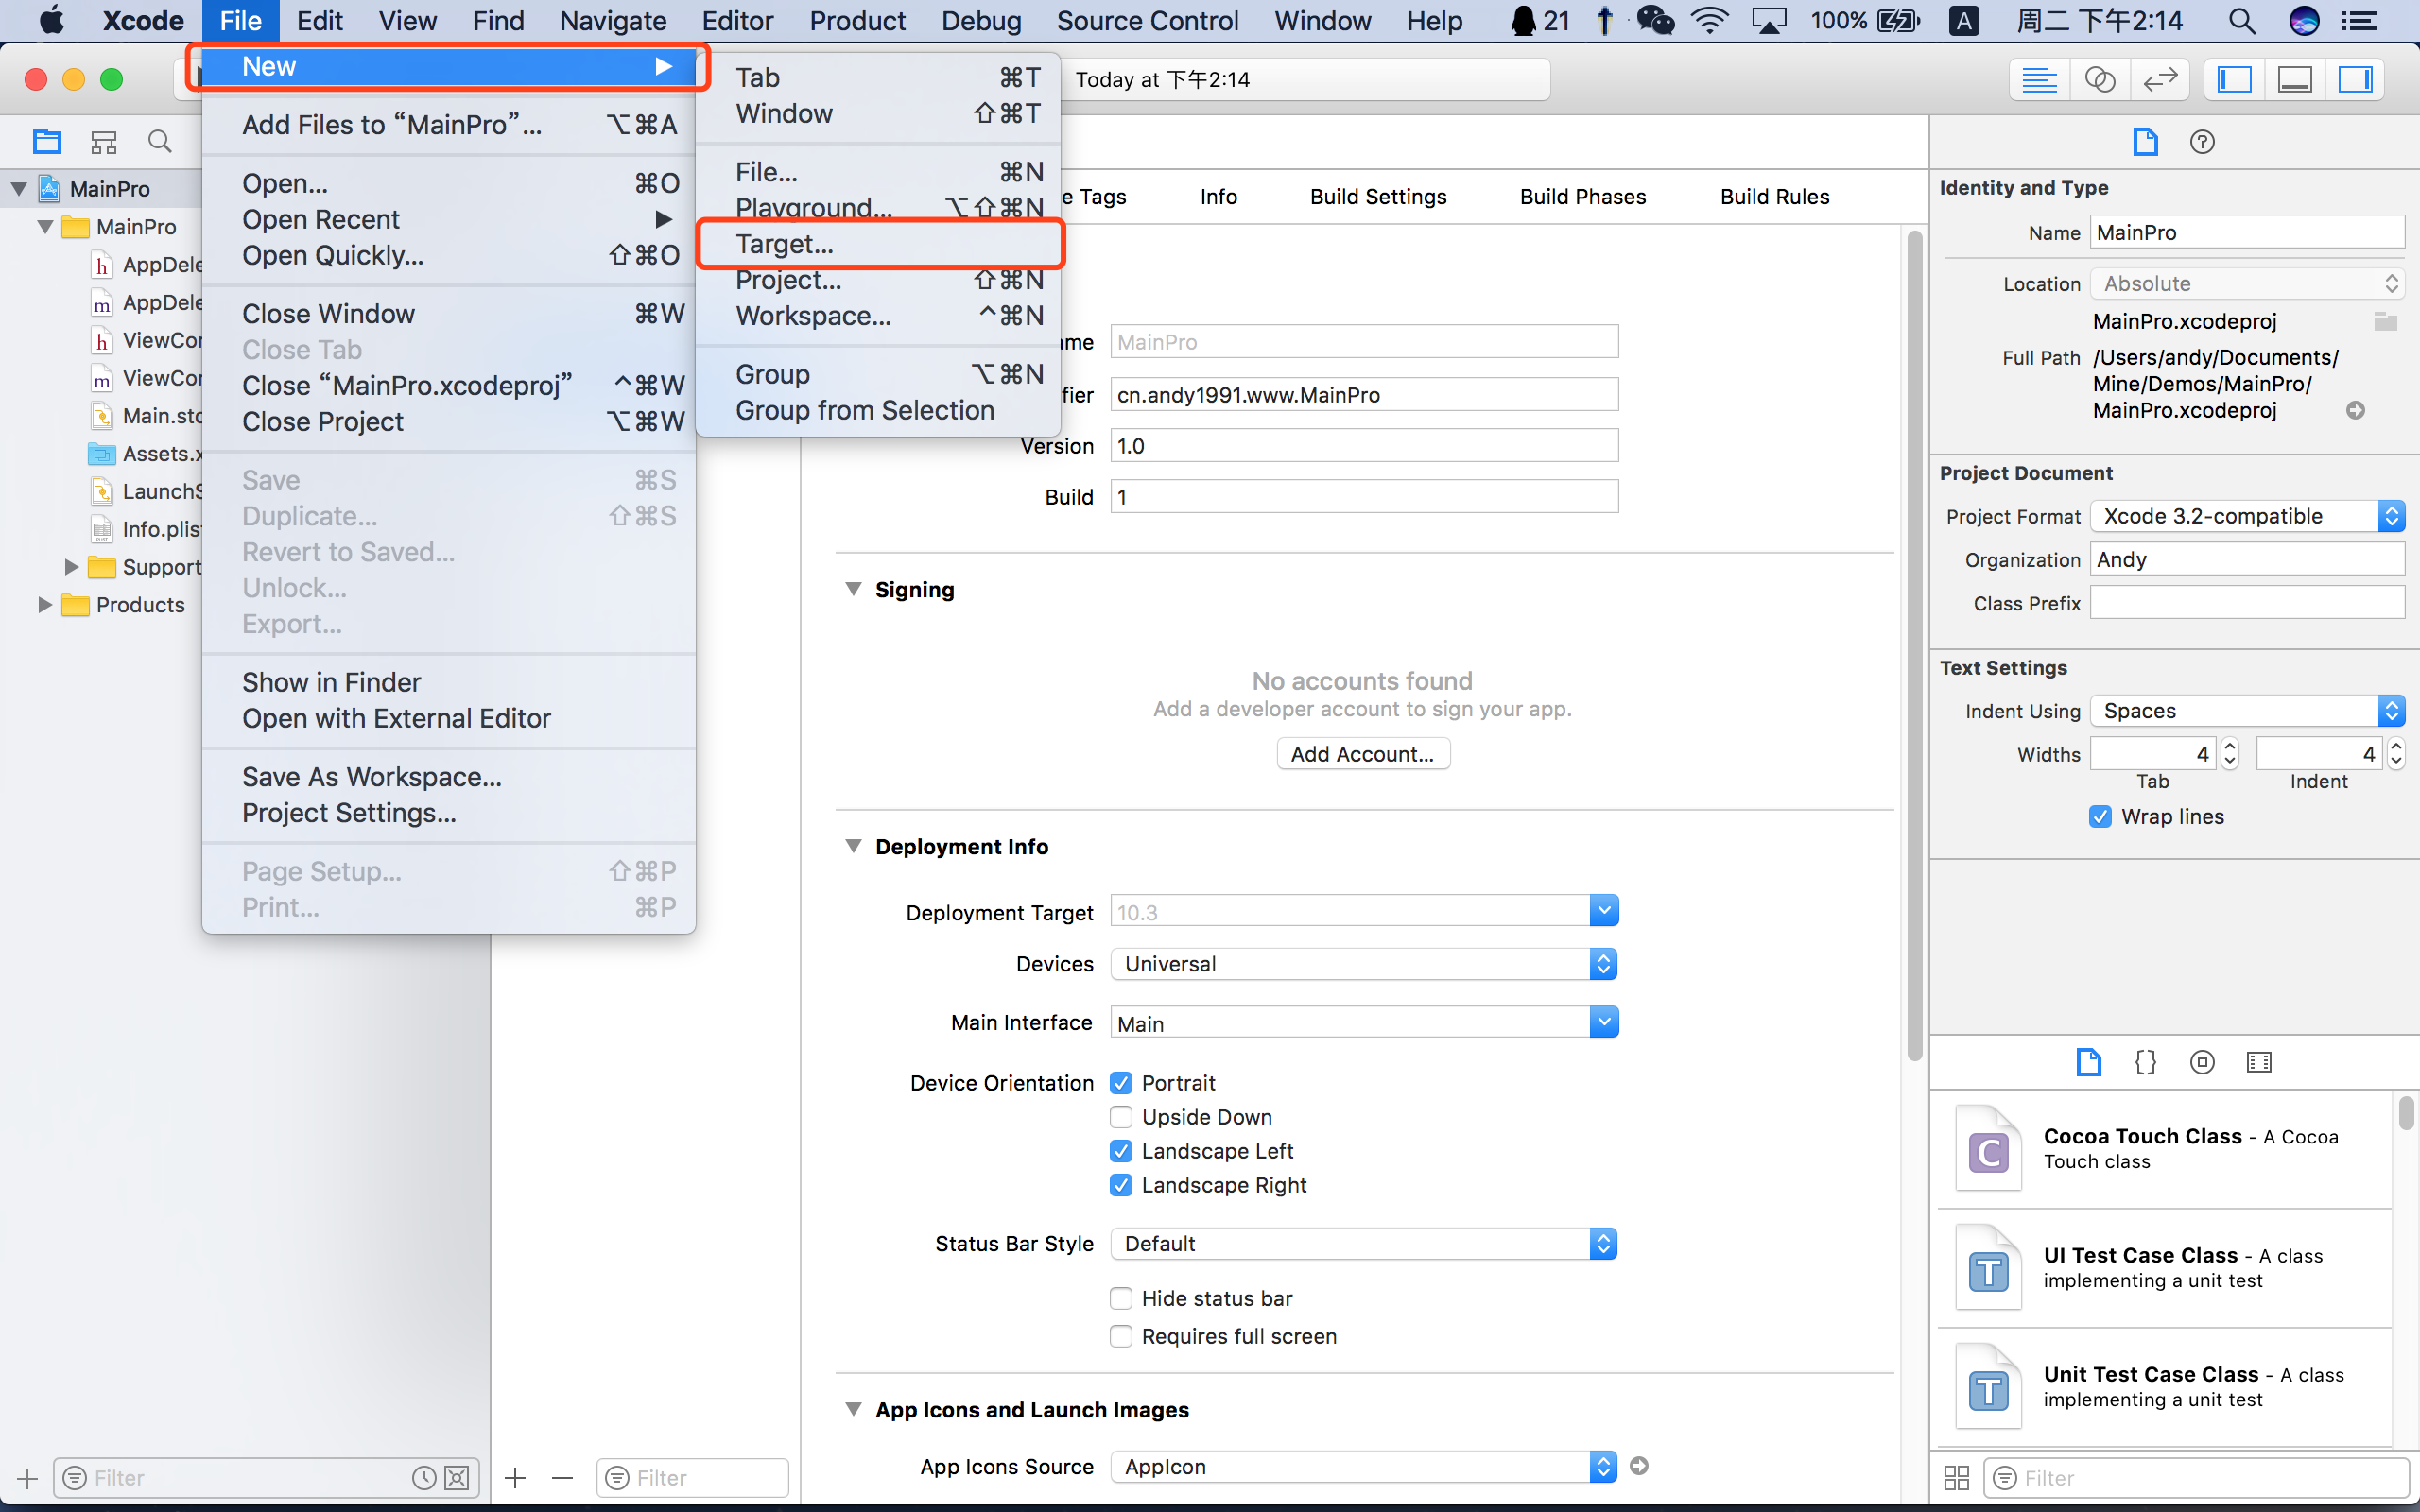 Xcode File Edit View Find Navigate Editor Product Debug Source Control Window Help 21 100% A 周二 下午2:14
New
Add Files to “MainPro”... ⌥⌘A
Open... ⌘O
Open Recent
Open Quickly... ⇧⌘O
Close Window ⌘W
Close Tab
Close “MainPro.xcodeproj” ^⌘W
Close Project ⌥⌘W
Save ⌘S
Duplicate... ⇧⌘S
Revert to Saved...
Unlock...
Export...
Show in Finder
Open with External Editor
Save As Workspace...
Project Settings...
Page Setup... ⇧⌘P
Print... ⌘P
Tab ⌘T
Window ⇧⌘T
File... ⌘N
Playground... ⌥⇧⌘N
Target...
Project... ⇧⌘N
Workspace... ^⌘N
Group ⌥⌘N
Group from Selection
Today at 下午2:14
MainPro
MainPro
h AppDele
m AppDele
h ViewCon
m ViewCon
Main.sto
Assets.x
LaunchS
Info.plis
Support
Products
Filter
Filter
e Tags Info Build Settings Build Phases Build Rules
me MainPro
fier cn.andy1991.www.MainPro
Version 1.0
Build 1
Signing
No accounts found
Add a developer account to sign your app.
Add Account...
Deployment Info
Deployment Target 10.3
Devices Universal
Main Interface Main
Device Orientation Portrait
Upside Down
Landscape Left
Landscape Right
Status Bar Style Default
Hide status bar
Requires full screen
App Icons and Launch Images
App Icons Source AppIcon
Identity and Type
Name MainPro
Location Absolute
MainPro.xcodeproj
Full Path /Users/andy/Documents/
Mine/Demos/MainPro/
MainPro.xcodeproj
Project Document
Project Format Xcode 3.2-compatible
Organization Andy
Class Prefix
Text Settings
Indent Using Spaces
Widths 4 4
Tab Indent
Wrap lines
C
Cocoa Touch Class - A Cocoa
Touch class
T
UI Test Case Class - A class
implementing a unit test
T
Unit Test Case Class - A class
implementing a unit test
Filter